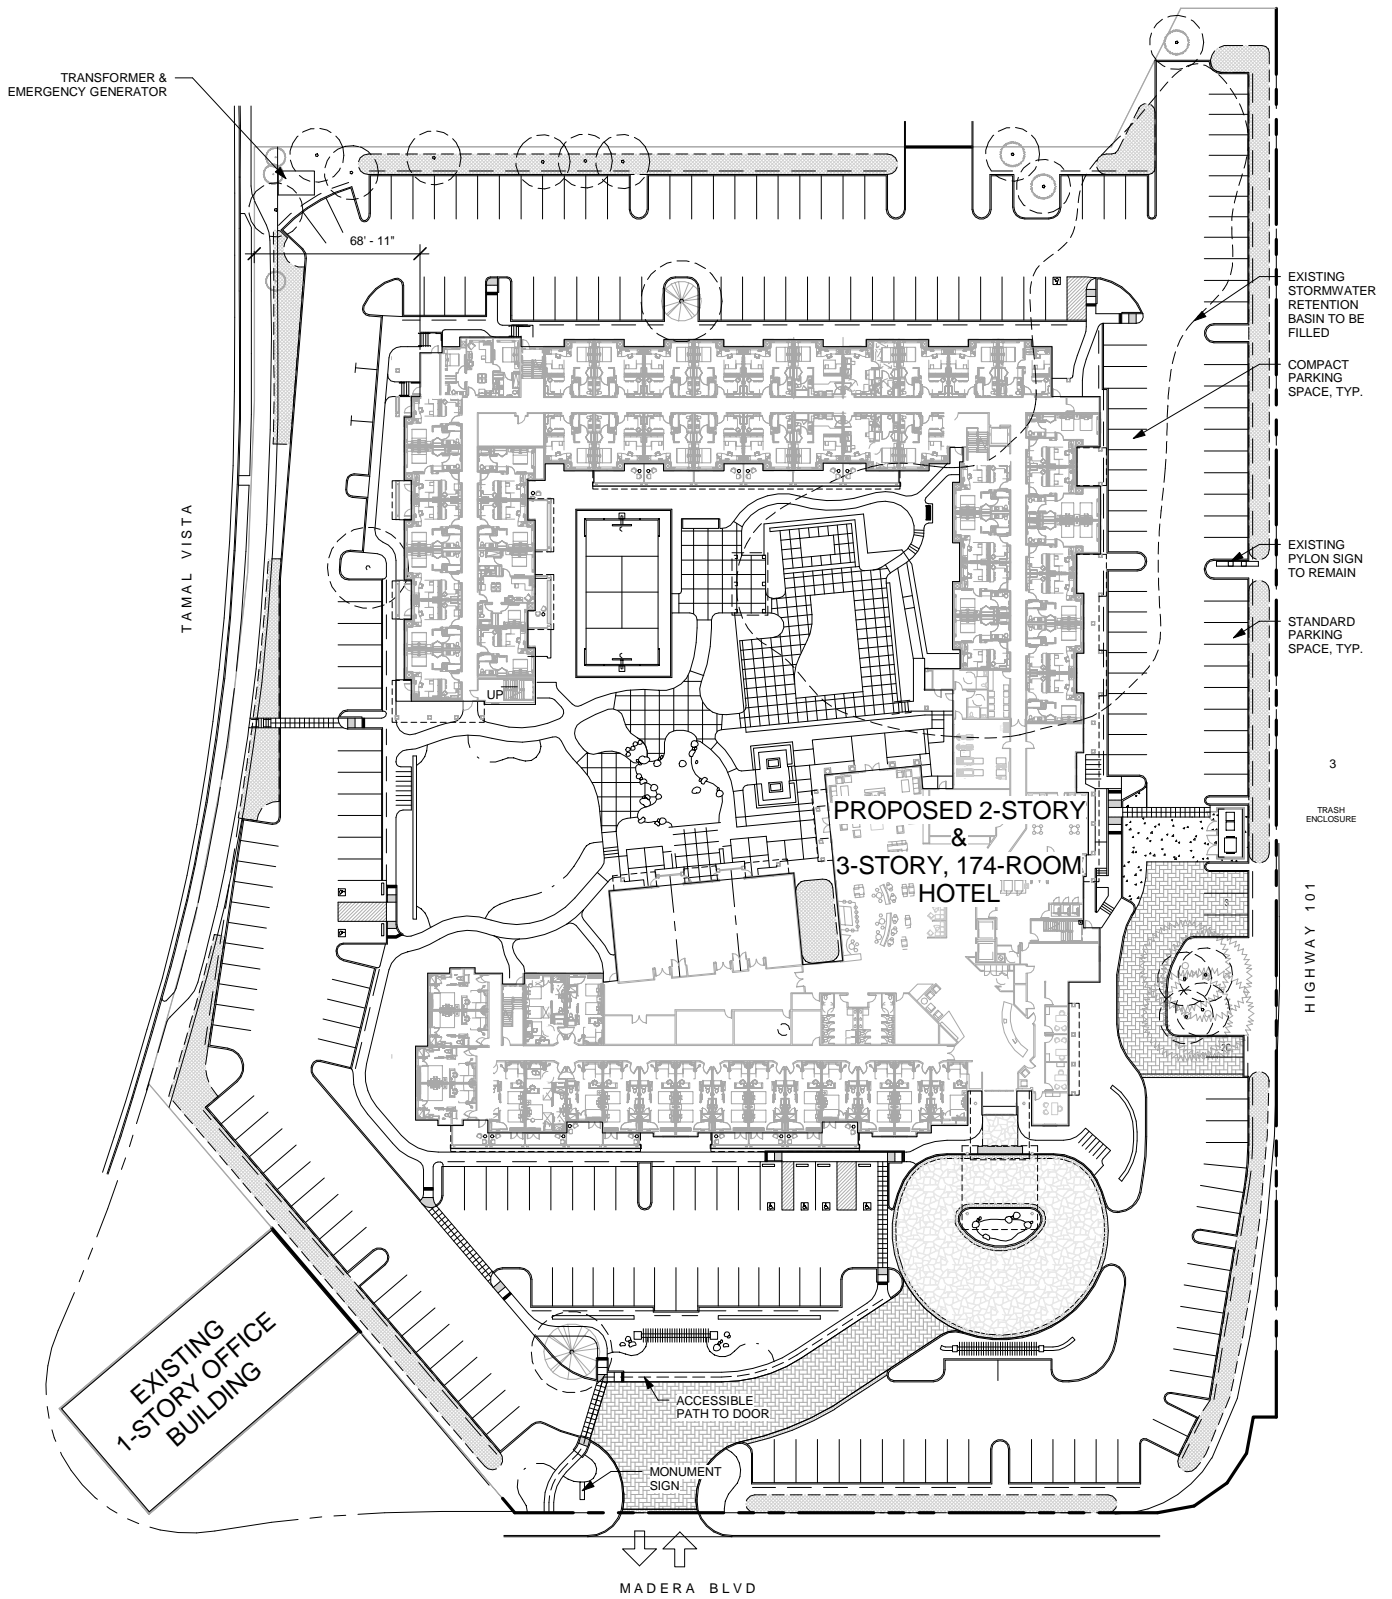 TRANSFORMER &
EMERGENCY GENERATOR
68' - 11"
EXISTING
STORMWATER
RETENTION
BASIN TO BE
FILLED
COMPACT
PARKING
SPACE, TYP.
TAMAL VISTA
EXISTING
PYLON SIGN
TO REMAIN
STANDARD
PARKING
SPACE, TYP.
UP
3
TRASH
ENCLOSURE
PROPOSED 2-STORY
&
3-STORY, 174-ROOM
HOTEL
HIGHWAY 101
EXISTING
1-STORY OFFICE
BUILDING
ACCESSIBLE
PATH TO DOOR
MONUMENT
SIGN
MADERA BLVD